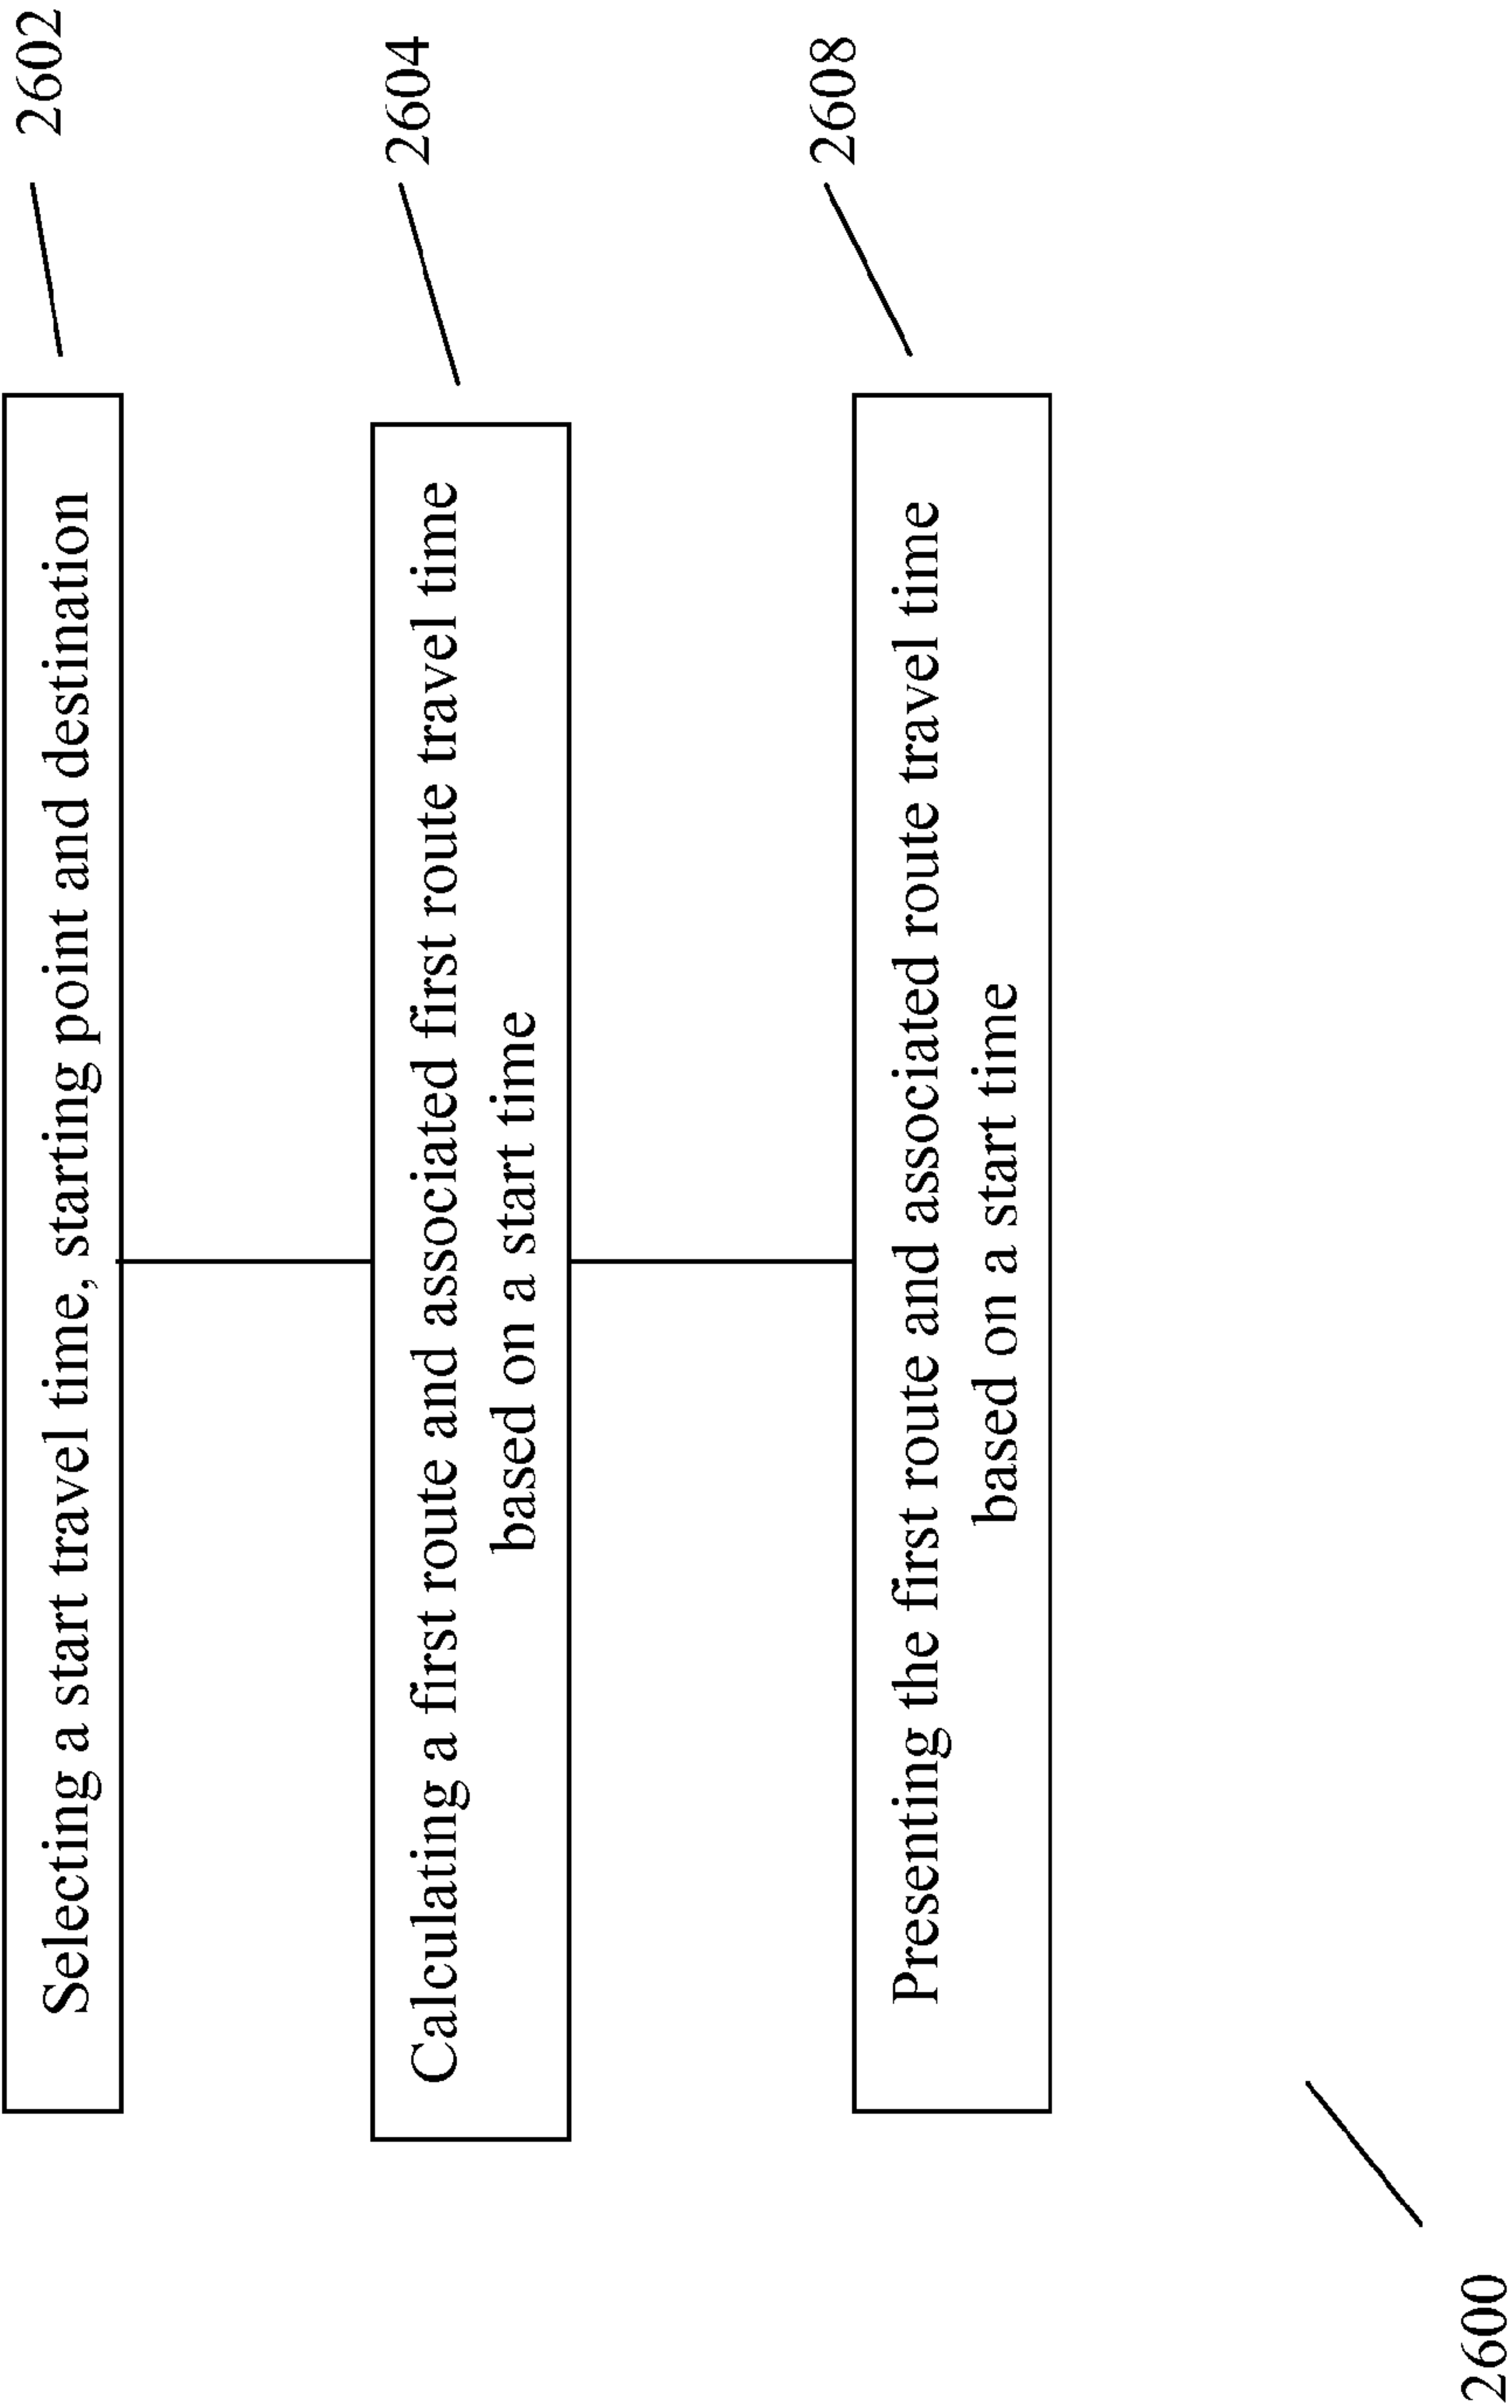 Selecting a start travel time, starting point and destination
2602
Calculating a first route and associated first route travel time
based on a start time
2604
Presenting the first route and associated route travel time
based on a start time
2608
2600